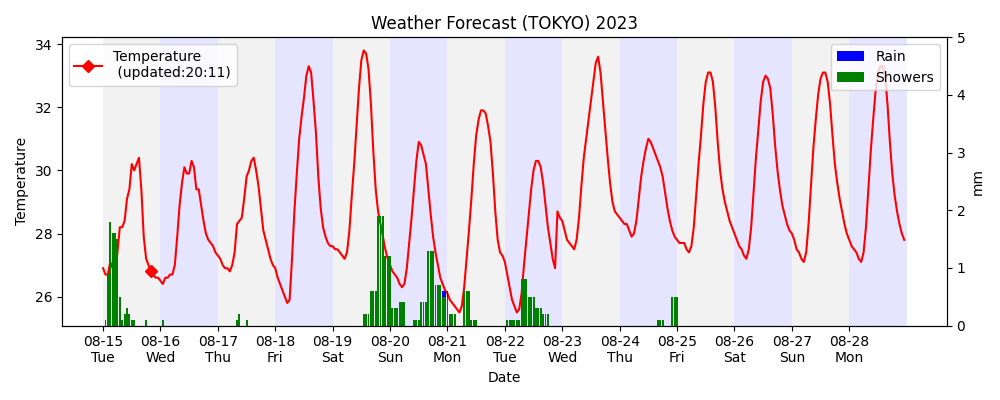 Weather Forecast (TOKYO) 2023
Temperature
(updated:20:11)
Rain
Showers
34
32
30
28
26
Temperature
5
4
3
2
1
0
mm
08-15 08-16 08-17 08-18 08-19 08-20 08-21 08-22 08-23 08-24 08-25 08-26 08-27 08-28
Tue Wed Thu Fri Sat Sun Mon Tue Wed Thu Fri Sat Sun Mon
Date